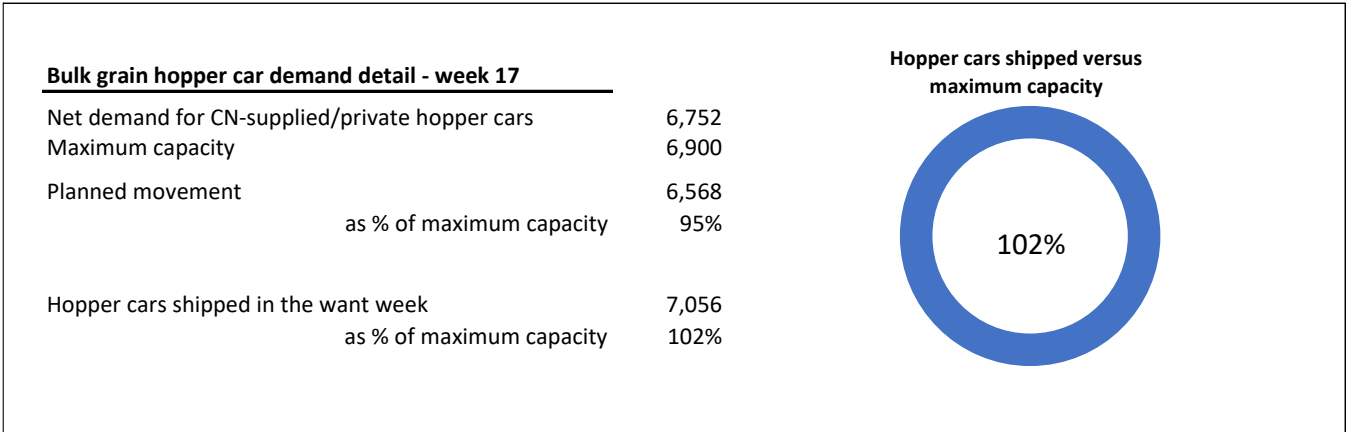 Bulk grain hopper car demand detail - week 17
Net demand for CN-supplied/private hopper cars 6,752
Maximum capacity 6,900
Planned movement 6,568
as % of maximum capacity 95%
Hopper cars shipped in the want week 7,056
as % of maximum capacity 102%
Hopper cars shipped versus
maximum capacity
102%